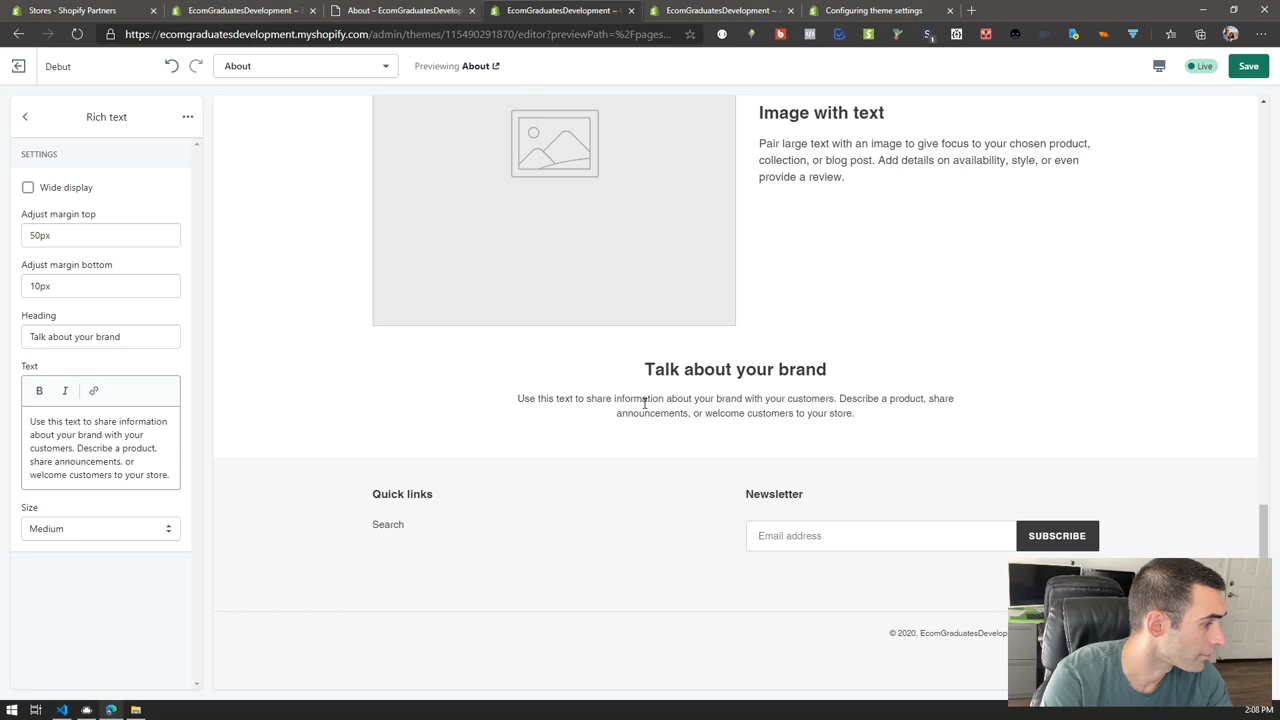 Stores - Shopify
EcomGraduatesDevelopment ~
About – EcomGraduatesDevelop
EcomGraduatesDevelopment ~
EcomGraduatesDevelopment ~
Configuring theme settings
https://ecomgraduatesdevelopment.myshopify.com/admin/themes/115490291870/editor?previewPath=%2Fpages...
Debut
About
Previewing About
Live
Save
Rich text
SETTINGS
Wide display
Adjust margin top
50px
Adjust margin bottom
10px
Heading
Talk about your brand
Text
B I
Use this text to share information
about your brand with your
customers. Describe a product,
share announcements, or
welcome customers to your store.
Size
Medium
Image with text
Pair large text with an image to give focus to your chosen product,
collection, or blog post. Add details on availability, style, or even
provide a review.
Talk about your brand
Use this text to share information about your brand with your customers. Describe a product, share
announcements, or welcome customers to your store.
Quick links
Search
Newsletter
Email address
SUBSCRIBE
© 2020, EcomGraduatesDevelop
2:08 PM